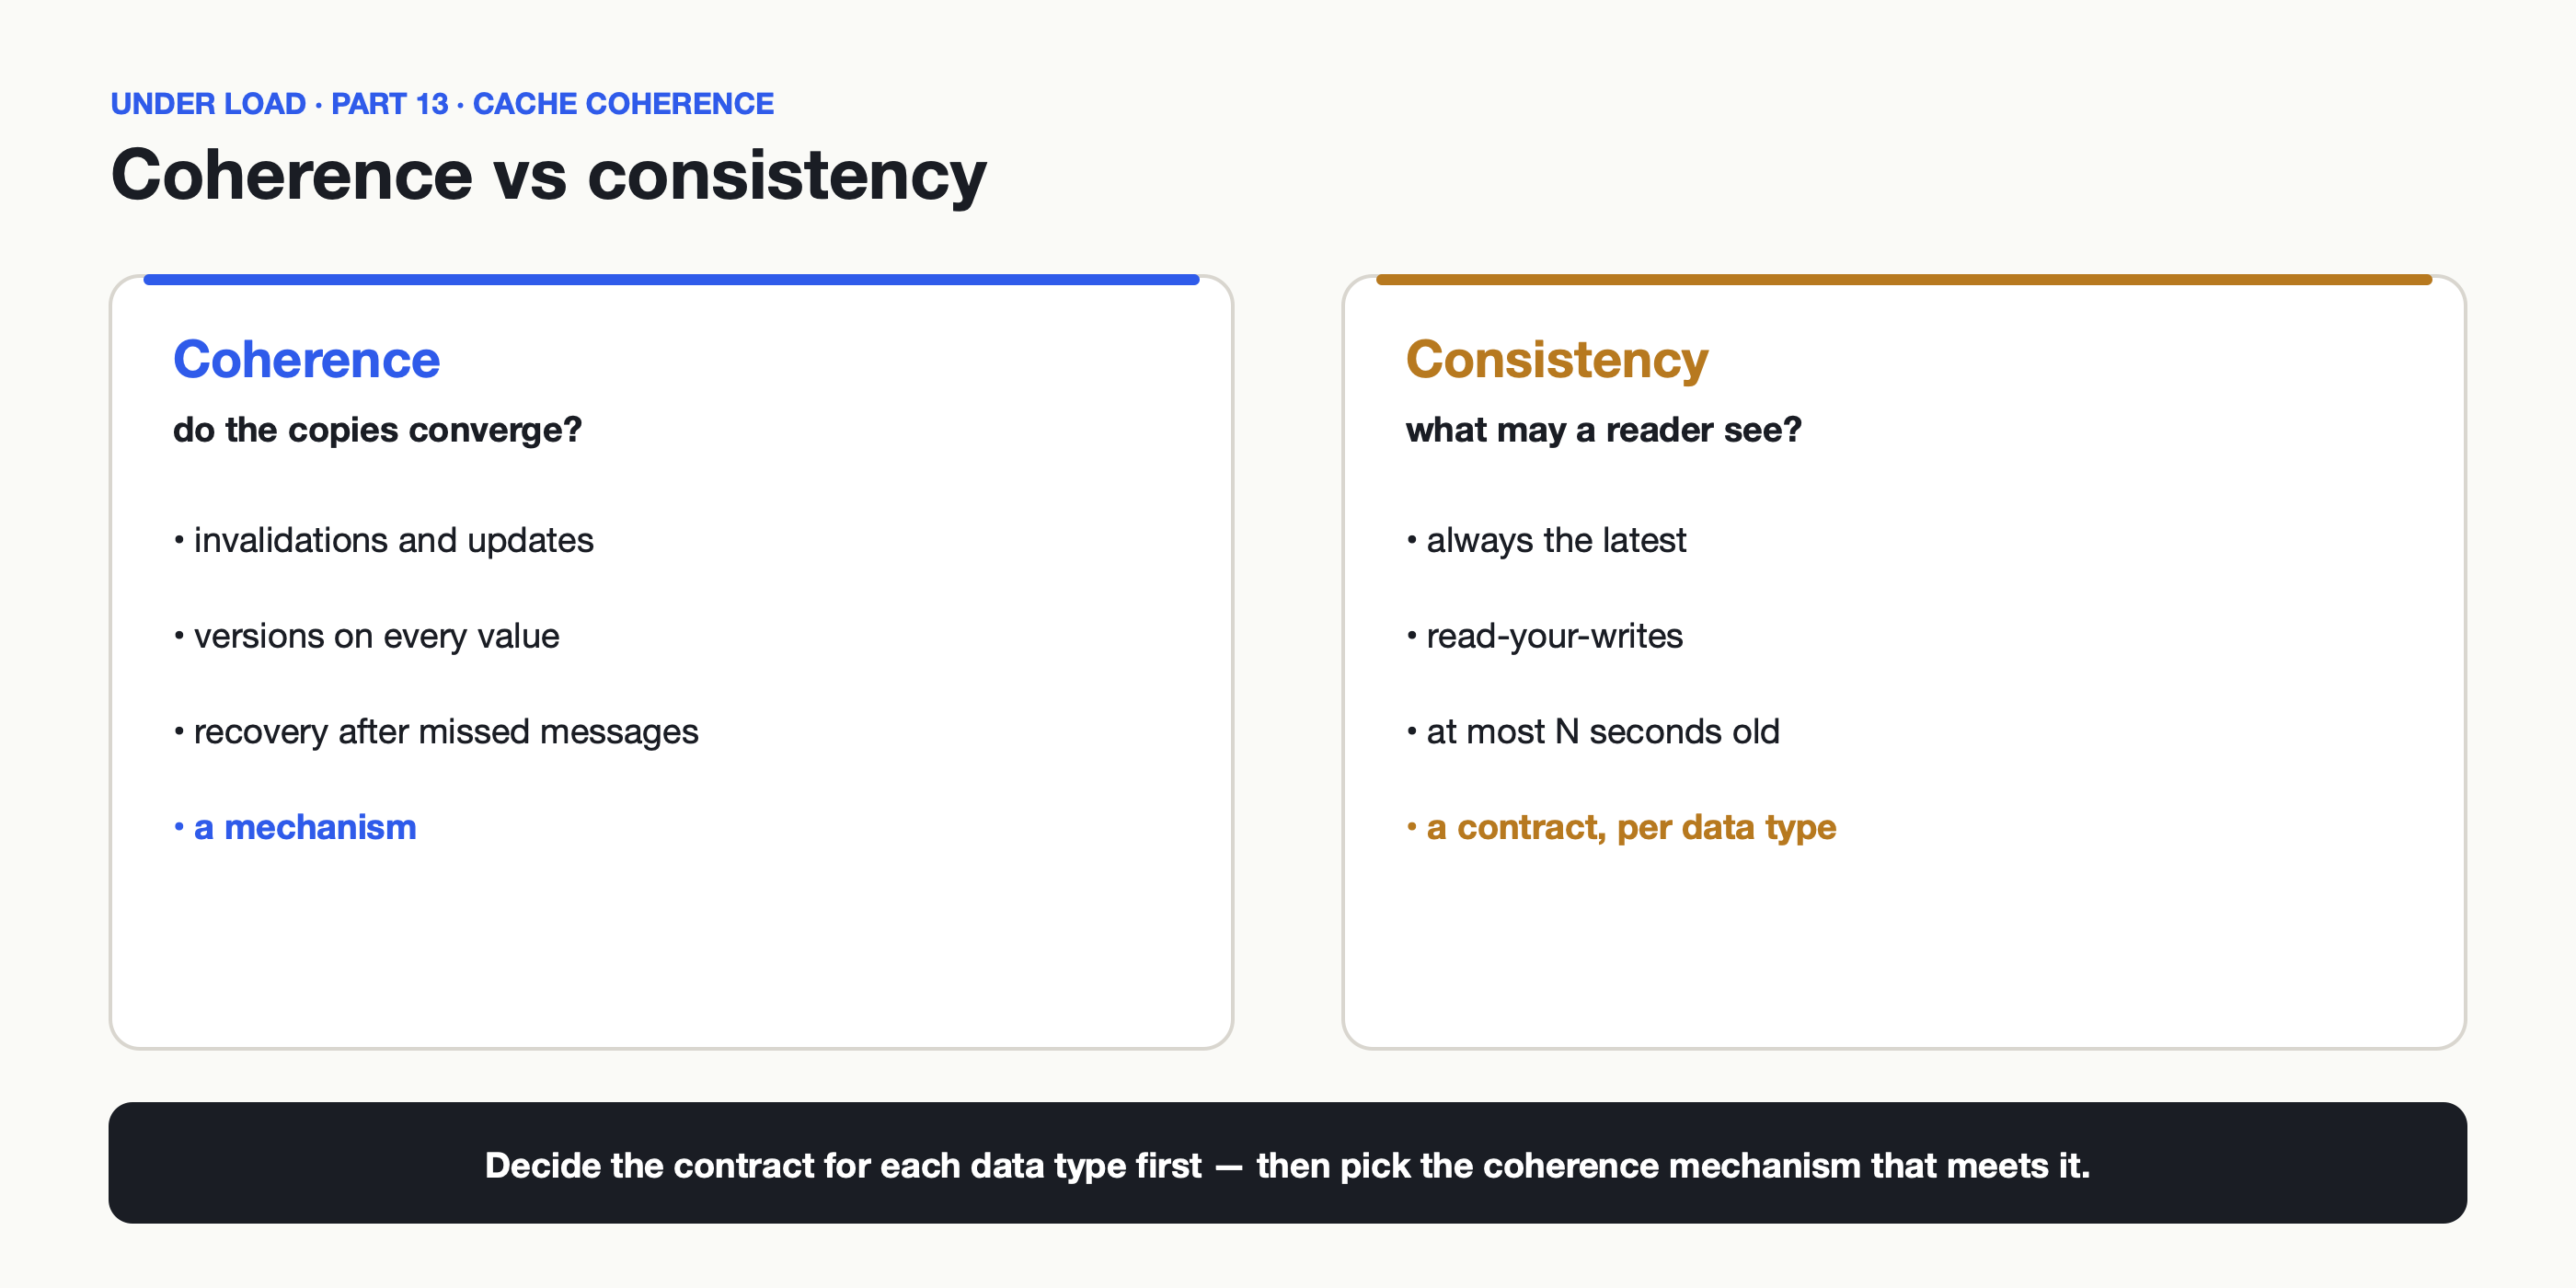 UNDER LOAD · PART 13 · CACHE COHERENCE
Coherence vs consistency
Coherence
do the copies converge?
• invalidations and updates
• versions on every value
• recovery after missed messages
• a mechanism
Consistency
what may a reader see?
• always the latest
• read-your-writes
• at most N seconds old
• a contract, per data type
Decide the contract for each data type first — then pick the coherence mechanism that meets it.